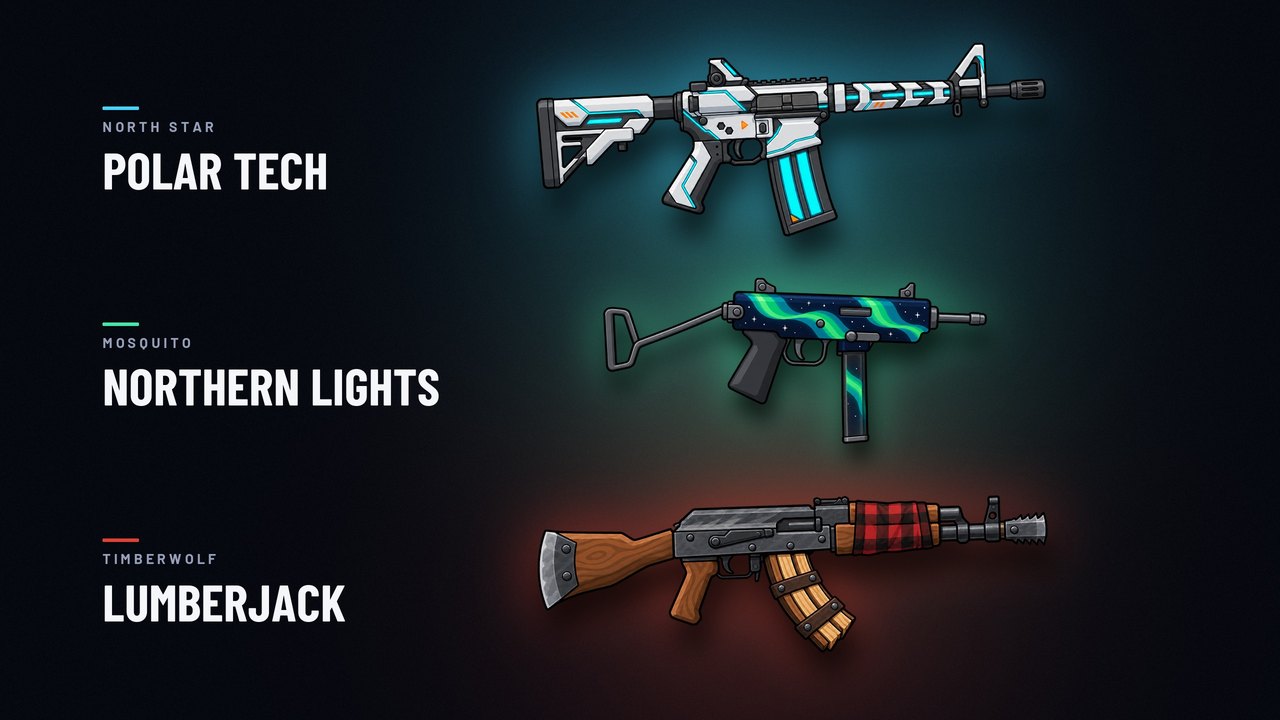 NORTH STAR
POLAR TECH
MOSQUITO
NORTHERN LIGHTS
TIMBERWOLF
LUMBERJACK